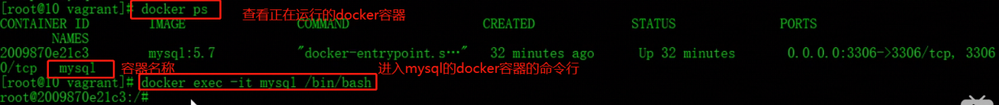 [root@10 vagrant]# docker ps 查看正在运行的docker容器
CONTAINER ID IMAGE COMMAND CREATED STATUS PORTS
NAMES
2009870e21c3 mysql:5.7 "docker-entrypoint.s…" 32 minutes ago Up 32 minutes 0.0.0.0:3306->3306/tcp, 3306
0/tcp mysql 容器名称 进入mysql的docker容器的命令行
[root@10 vagrant]# docker exec -it mysql /bin/bash
root@2009870e21c3:/#